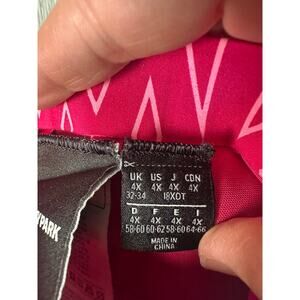 UK US J CDN
4X 4X 4X 4X
32-34 18XOT
D F E I
4X 4X 4X 4X
58-60 60-62 58-60 64-66
MADE IN
CHINA
PARK